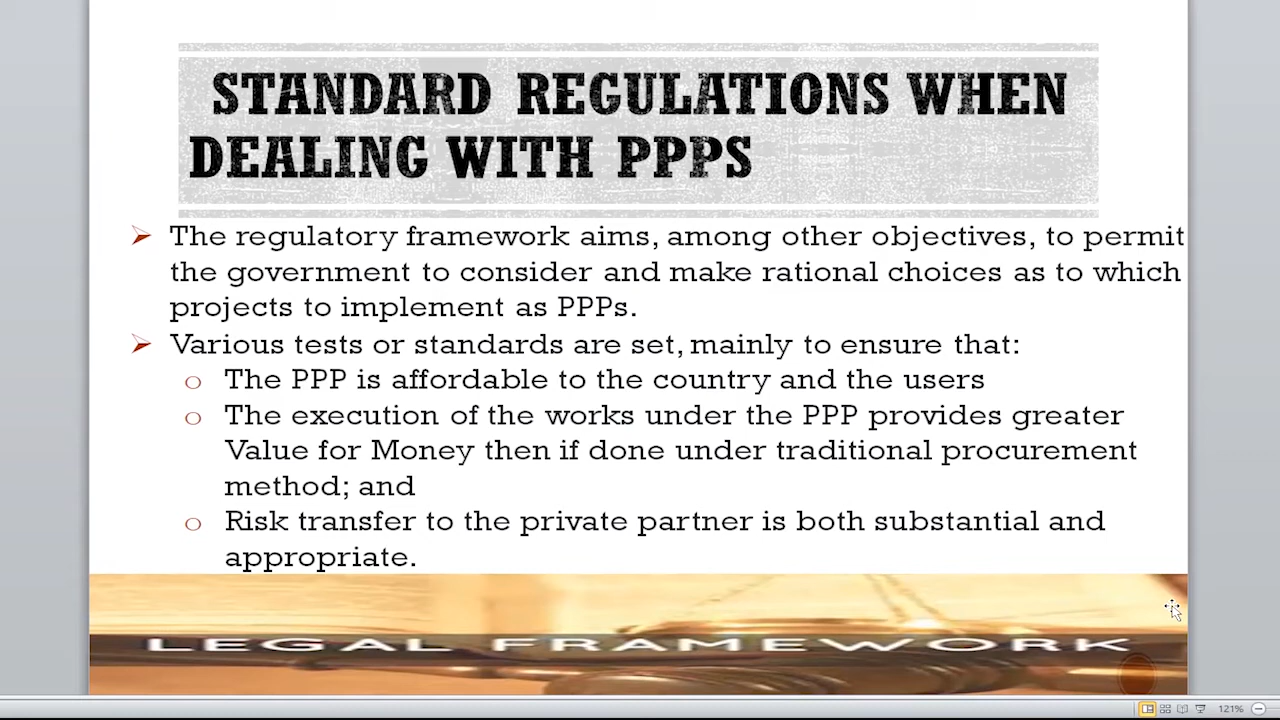 STANDARD REGULATIONS WHEN
DEALING WITH PPPS
The regulatory framework aims, among other objectives, to permit
the government to consider and make rational choices as to which
projects to implement as PPPs.
Various tests or standards are set, mainly to ensure that:
The PPP is affordable to the country and the users
The execution of the works under the PPP provides greater
Value for Money then if done under traditional procurement
method; and
Risk transfer to the private partner is both substantial and
appropriate.
LEGAL FRAMEWORK
121%